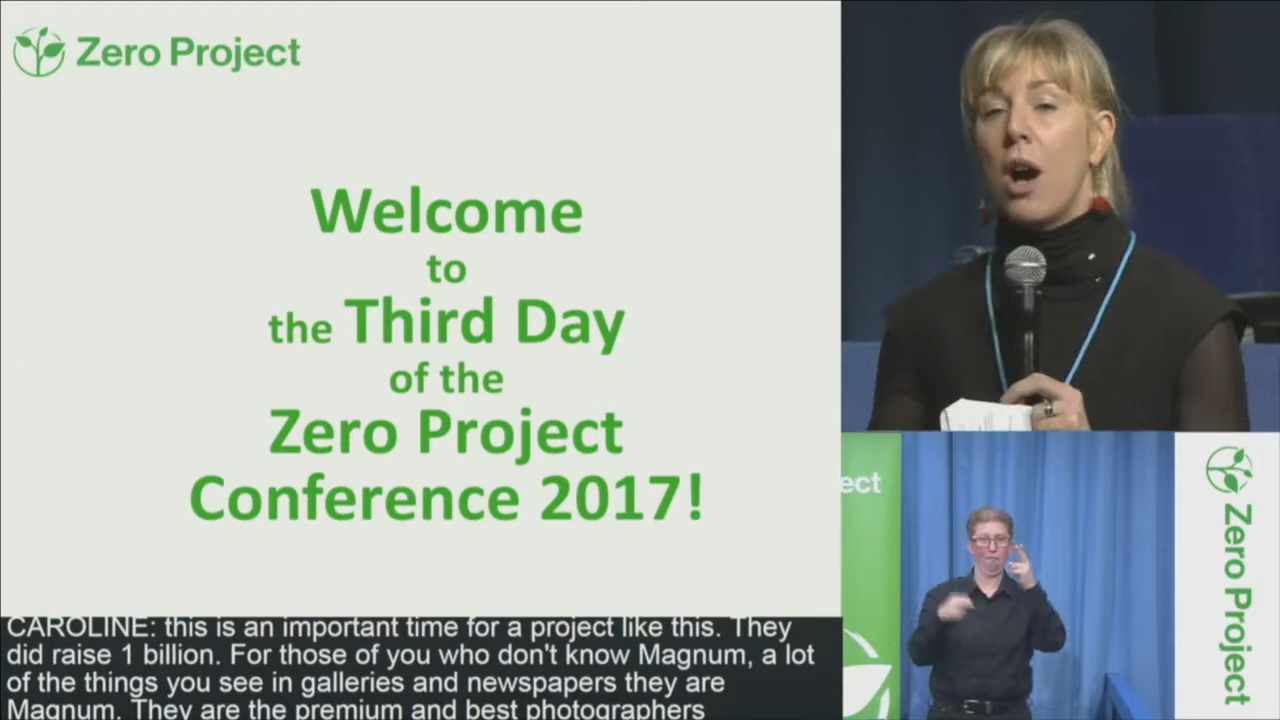 Zero Project
Welcome
to
the Third Day
of the
Zero Project
Conference 2017!
CAROLINE: this is an important time for a project like this. They
did raise 1 billion. For those of you who don't know Magnum, a lot
of the things you see in galleries and newspapers they are
Magnum. They are the premium and best photographers
ect
Zero Project